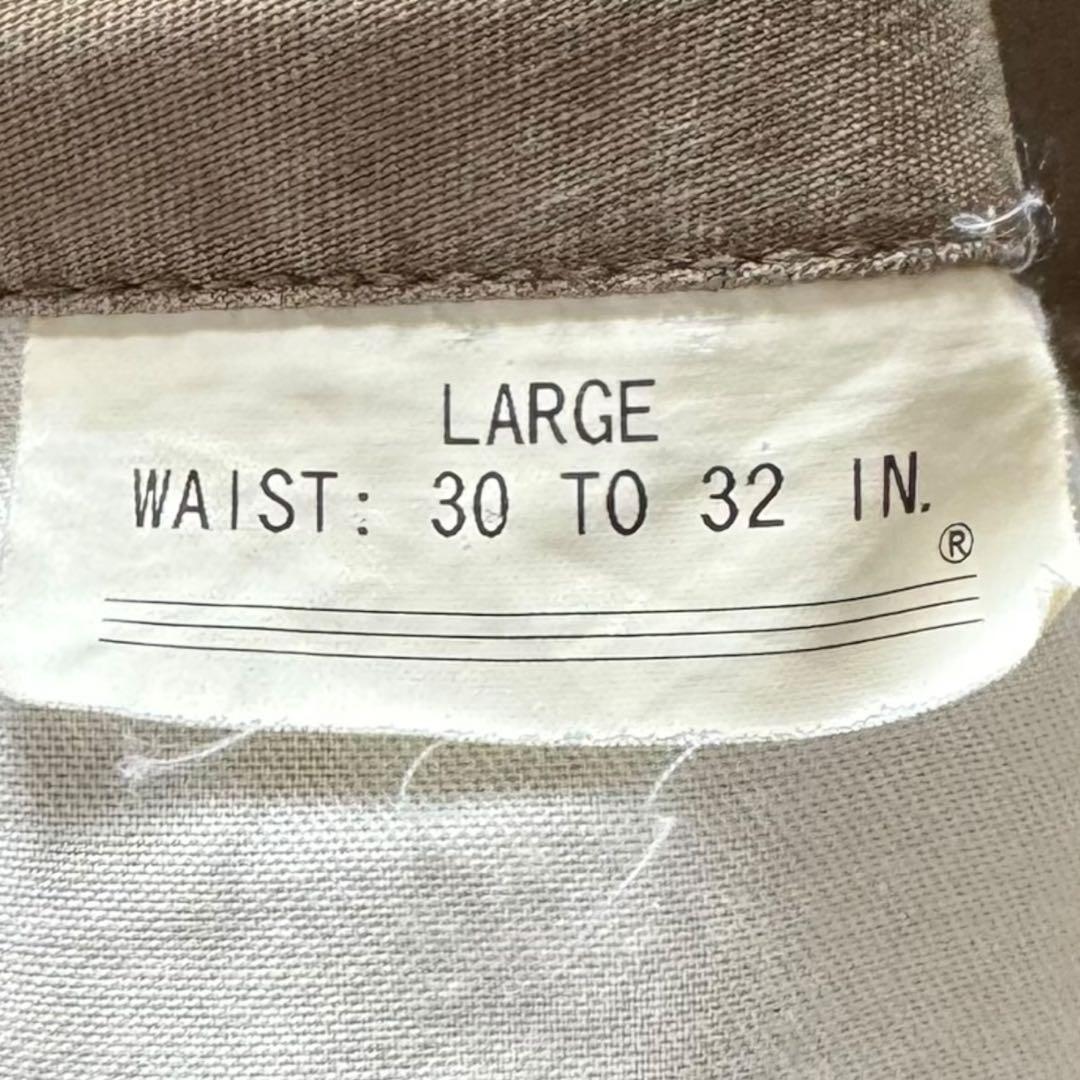 LARGE
WAIST: 30 TO 32 IN.
®